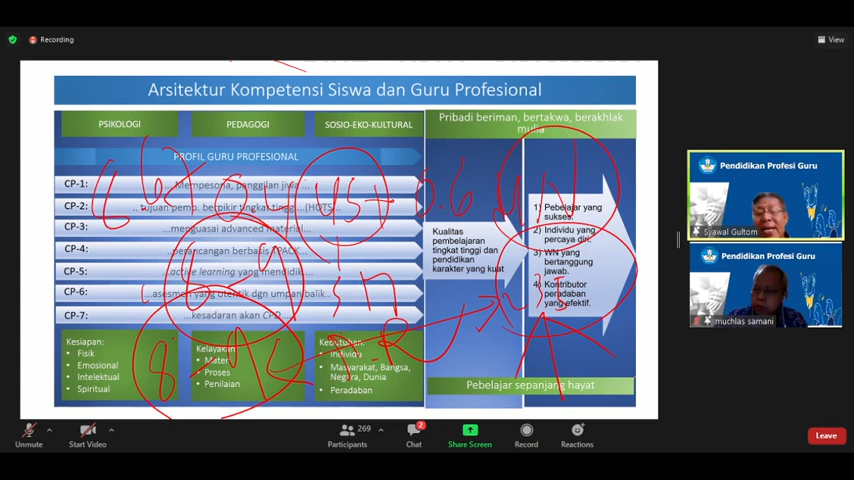 Recording
View
Arsitektur Kompetensi Siswa dan Guru Profesional
PSIKOLOGI
PEDAGOGI
SOSIO-EKO-KULTURAL
Pribadi beriman, bertakwa, berakhlak mulia
PROFIL GURU PROFESIONAL
CP-1: ...Mempesona, panggilan jiwa ...
CP-2: .. tujuan pemb. berpikir tingkat tinggi...(HOTS...
CP-3: ...menguasai advanced material...
CP-4: ...perancangan berbasis TPACK...
CP-5: ...active learning yang mendidik...
CP-6: ...asesmen yang otentik dgn umpan balik..
CP-7: ...kesadaran akan CPD...
Kualitas
pembelajaran
tingkat tinggi dan
pendidikan
karakter yang kuat
1) Pebelajar yang
sukses.
2) Individu yang
percaya diri.
3) WN yang
bertanggung
jawab.
4) Kontributor
peradaban
yang efektif.
Kesiapan:
• Fisik
• Emosional
• Intelektual
• Spiritual
Kelayakan
• Materi
• Proses
• Penilaian
Kebutuhan:
• Individu
• Masyarakat, Bangsa,
Negara, Dunia
• Peradaban
Pebelajar sepanjang hayat
Pendidikan Profesi Guru
Syawal Gultom
Pendidikan Profesi Guru
muchlas samani
Unmute
Start Video
269
Participants
2
Chat
Share Screen
Record
Reactions
Leave